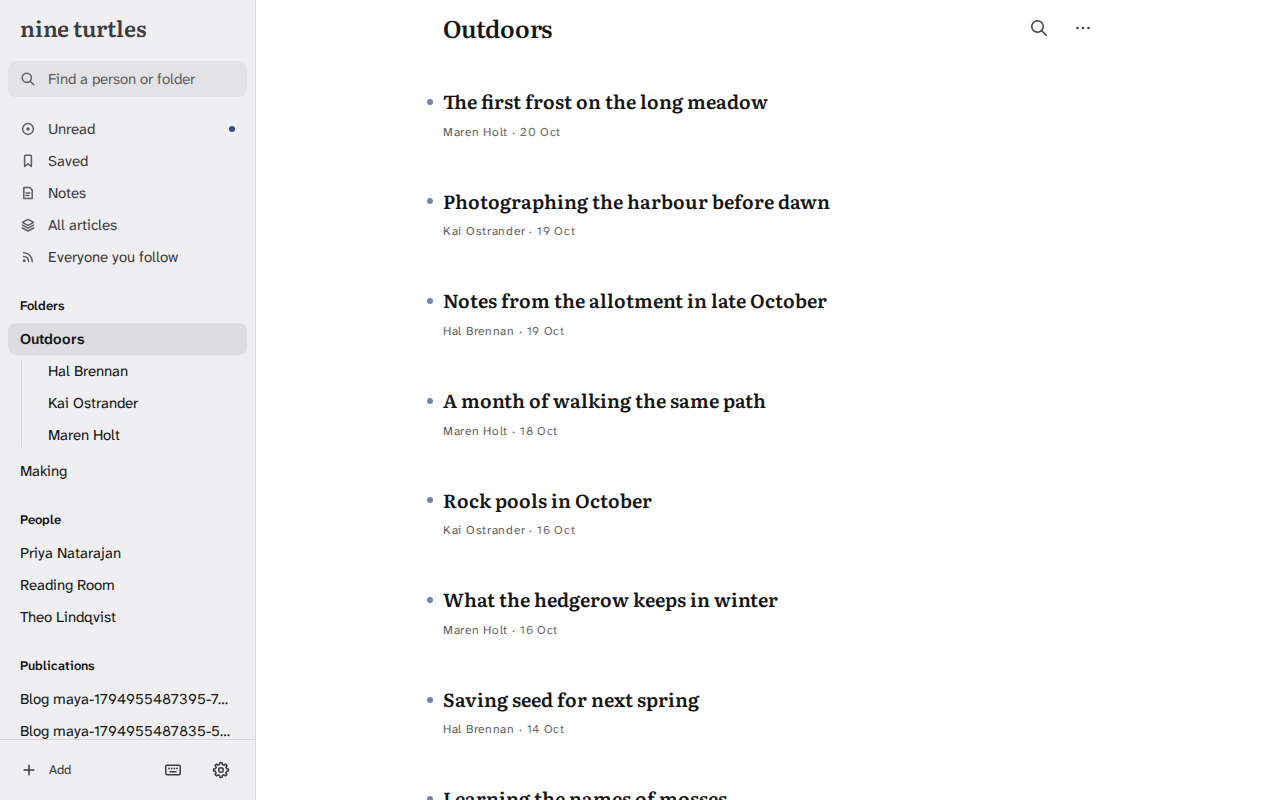 nine turtles
Find a person or folder
Unread
Saved
Notes
All articles
Everyone you follow
Folders
Outdoors
Hal Brennan
Kai Ostrander
Maren Holt
Making
People
Priya Natarajan
Reading Room
Theo Lindqvist
Publications
Blog maya-1794955487395-7…
Blog maya-1794955487835-5…
Add
Outdoors
The first frost on the long meadow
Maren Holt · 20 Oct
Photographing the harbour before dawn
Kai Ostrander · 19 Oct
Notes from the allotment in late October
Hal Brennan · 19 Oct
A month of walking the same path
Maren Holt · 18 Oct
Rock pools in October
Kai Ostrander · 16 Oct
What the hedgerow keeps in winter
Maren Holt · 16 Oct
Saving seed for next spring
Hal Brennan · 14 Oct
Learning the names of mosses